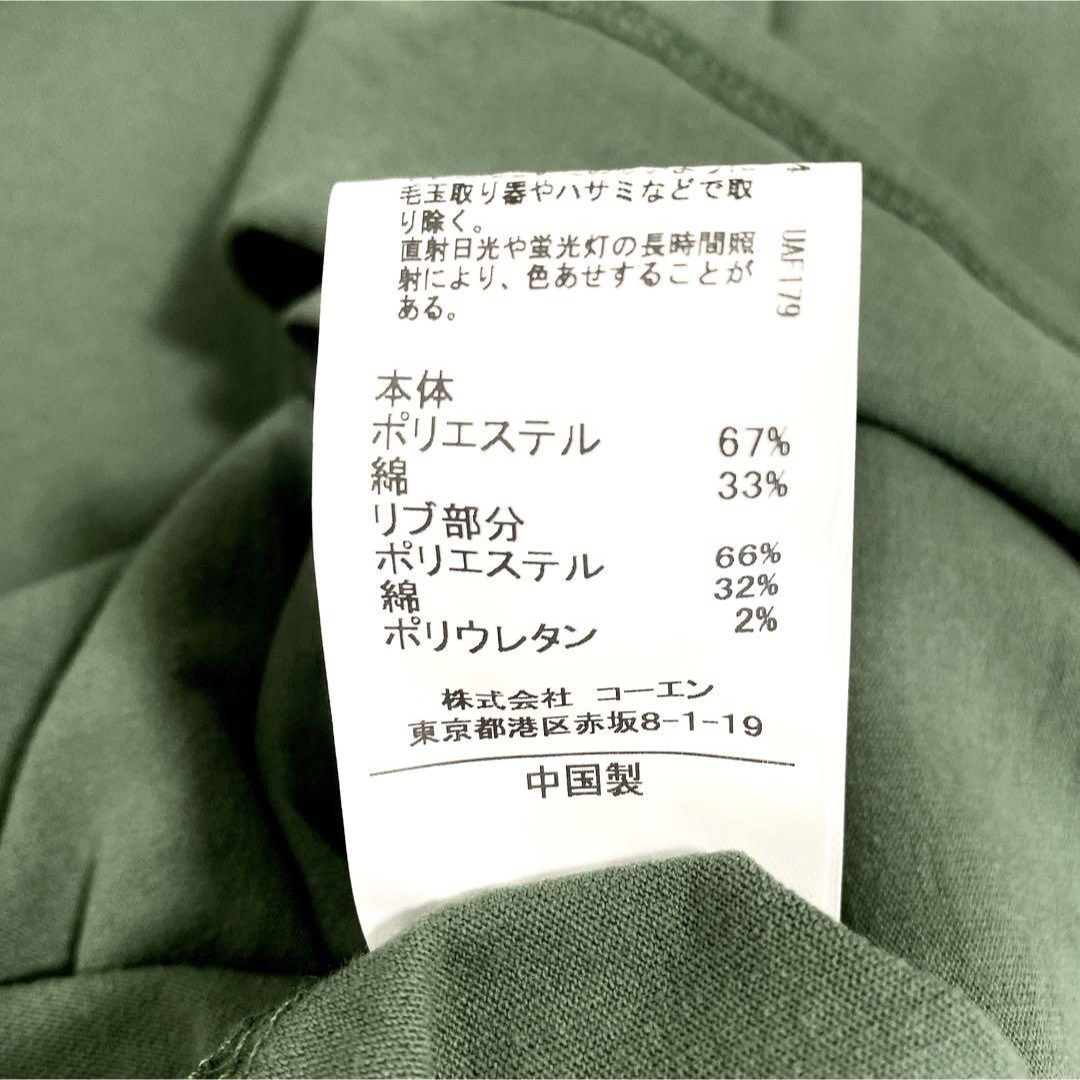 毛玉取り器やハサミなどで取
り除く。
直射日光や蛍光灯の長時間照
射により、色あせすることが
ある。
UAF179
本体
ポリエステル 67%
綿 33%
リブ部分
ポリエステル 66%
綿 32%
ポリウレタン 2%
株式会社 コーエン
東京都港区赤坂8-1-19
中国製